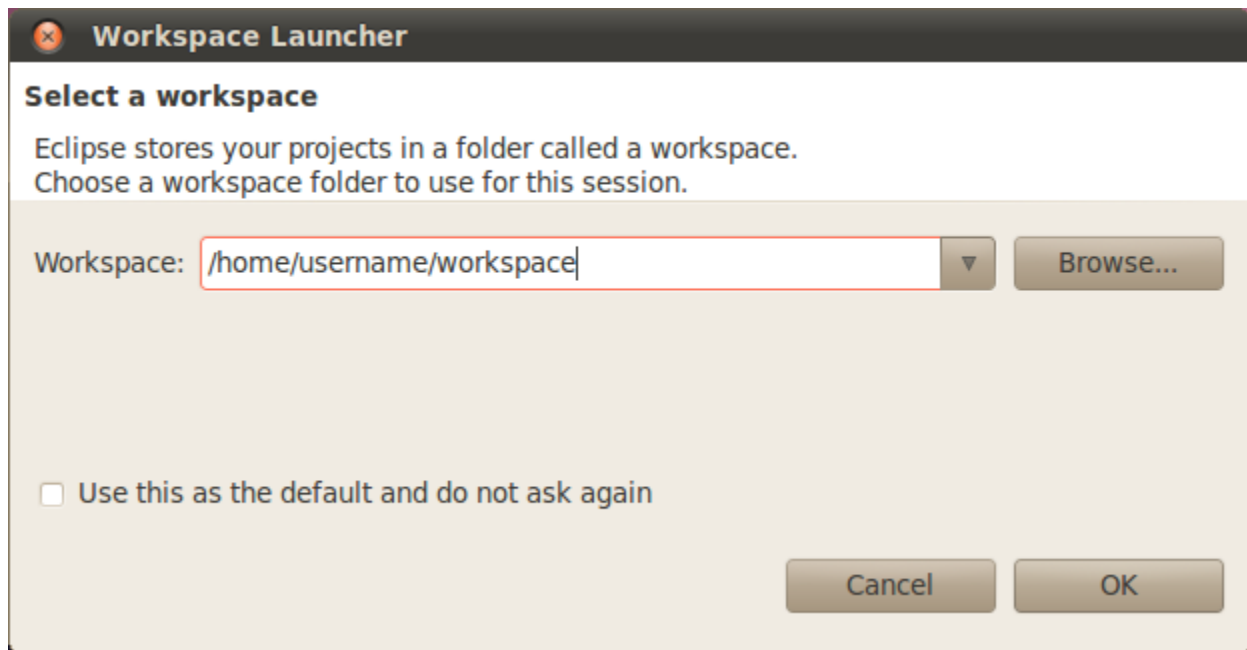 Workspace Launcher
Select a workspace
Eclipse stores your projects in a folder called a workspace.
Choose a workspace folder to use for this session.
Workspace: /home/username/workspace Browse...
Use this as the default and do not ask again
Cancel OK